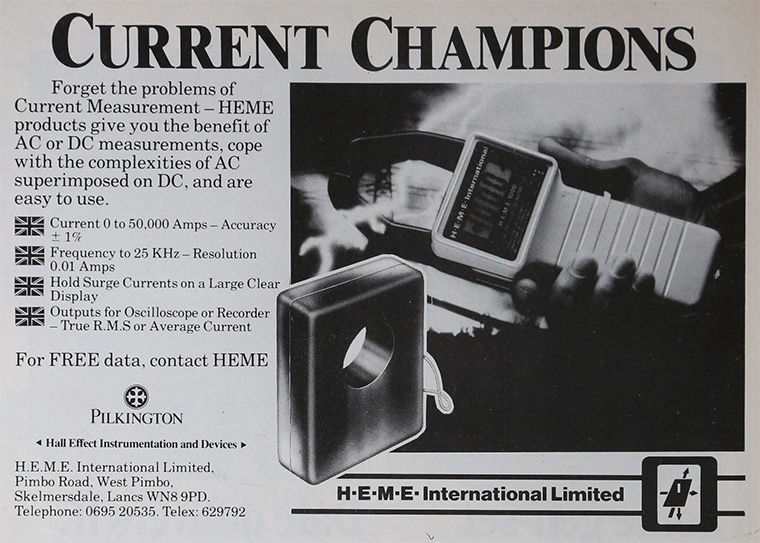 CURRENT CHAMPIONS
Forget the problems of
Current Measurement – HEME
products give you the benefit of
AC or DC measurements, cope
with the complexities of AC
superimposed on DC, and are
easy to use.
Current 0 to 50,000 Amps – Accuracy
± 1%
Frequency to 25 KHz – Resolution
0.01 Amps
Hold Surge Currents on a Large Clear
Display
Outputs for Oscilloscope or Recorder
– True R.M.S or Average Current
For FREE data, contact HEME
PILKINGTON
◄ Hall Effect Instrumentation and Devices ►
H.E.M.E. International Limited,
Pimbo Road, West Pimbo,
Skelmersdale, Lancs WN8 9PD.
Telephone: 0695 20535. Telex: 629792
H·E·M·E· International
H·E·M·E 1000
H·E·M·E· International Limited